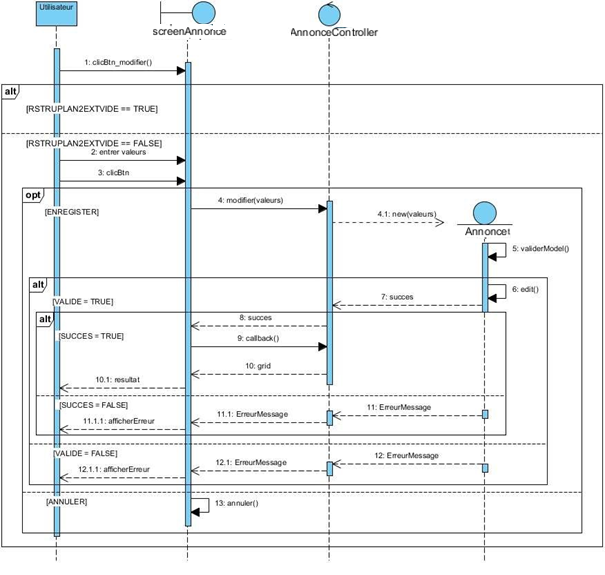 Utilisateur
screenAnnonce
AnnonceController
1: clicBtn_modifier()
alt
[RSTRUPLAN2EXTVIDE == TRUE]
[RSTRUPLAN2EXTVIDE == FALSE]
2: entrer valeurs
3: clicBtn
opt
[ENREGISTER]
4: modifier(valeurs)
4.1: new(valeurs)
Annonce
5: validerModel()
alt
6: edit()
[VALIDE = TRUE]
7: succes
alt
8: succes
[SUCCES = TRUE]
9: callback()
10: grid
10.1: resultat
[SUCCES = FALSE]
11: ErreurMessage
11.1: ErreurMessage
11.1.1: afficherErreur
[VALIDE = FALSE]
12: ErreurMessage
12.1: ErreurMessage
12.1.1: afficherErreur
[ANNULER]
13: annuler()